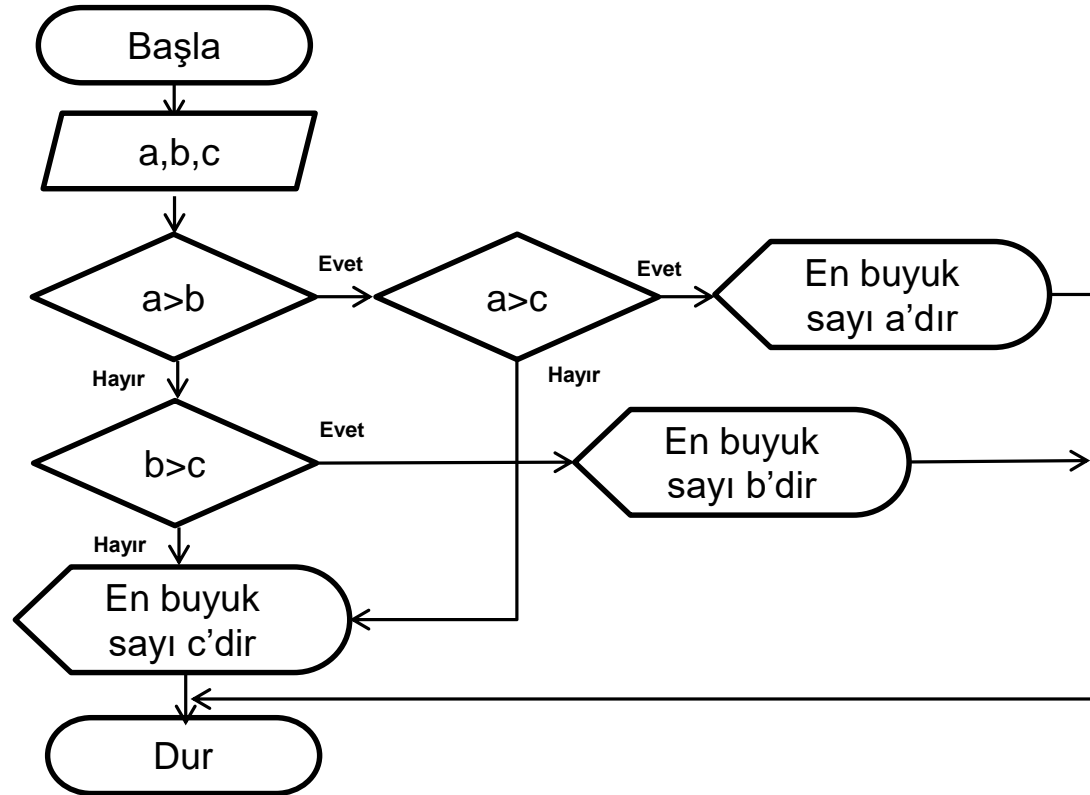 Başla
a,b,c
a>b
Evet
a>c
Evet
En buyuk
sayı a’dır
Hayır
Hayır
b>c
Evet
En buyuk
sayı b’dir
Hayır
En buyuk
sayı c’dir
Dur